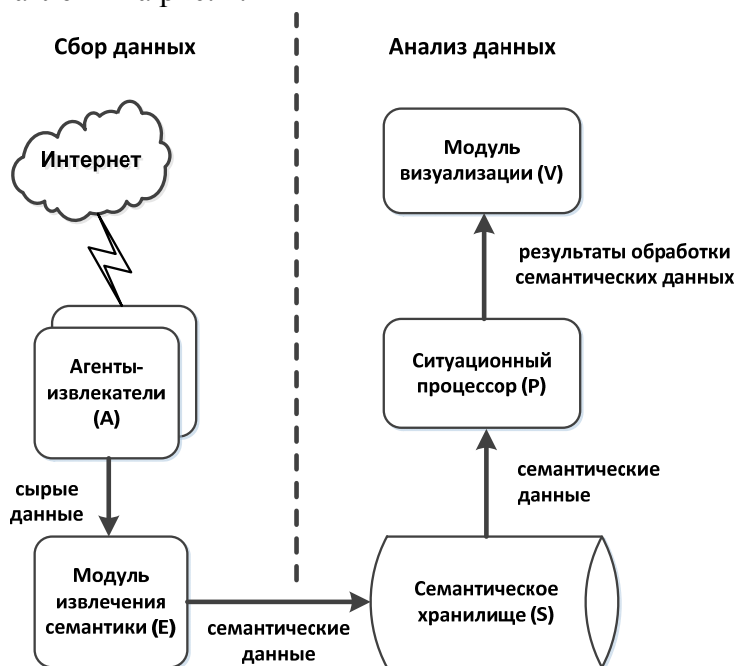 Сбор данных
Интернет
Агенты-
извлекатели
(A)
сырые
данные
Модуль
извлечения
семантики (E)
семантические
данные
Анализ данных
Модуль
визуализации (V)
результаты обработки
семантических данных
Ситуационный
процессор (P)
семантические
данные
Семантическое
хранилище (S)